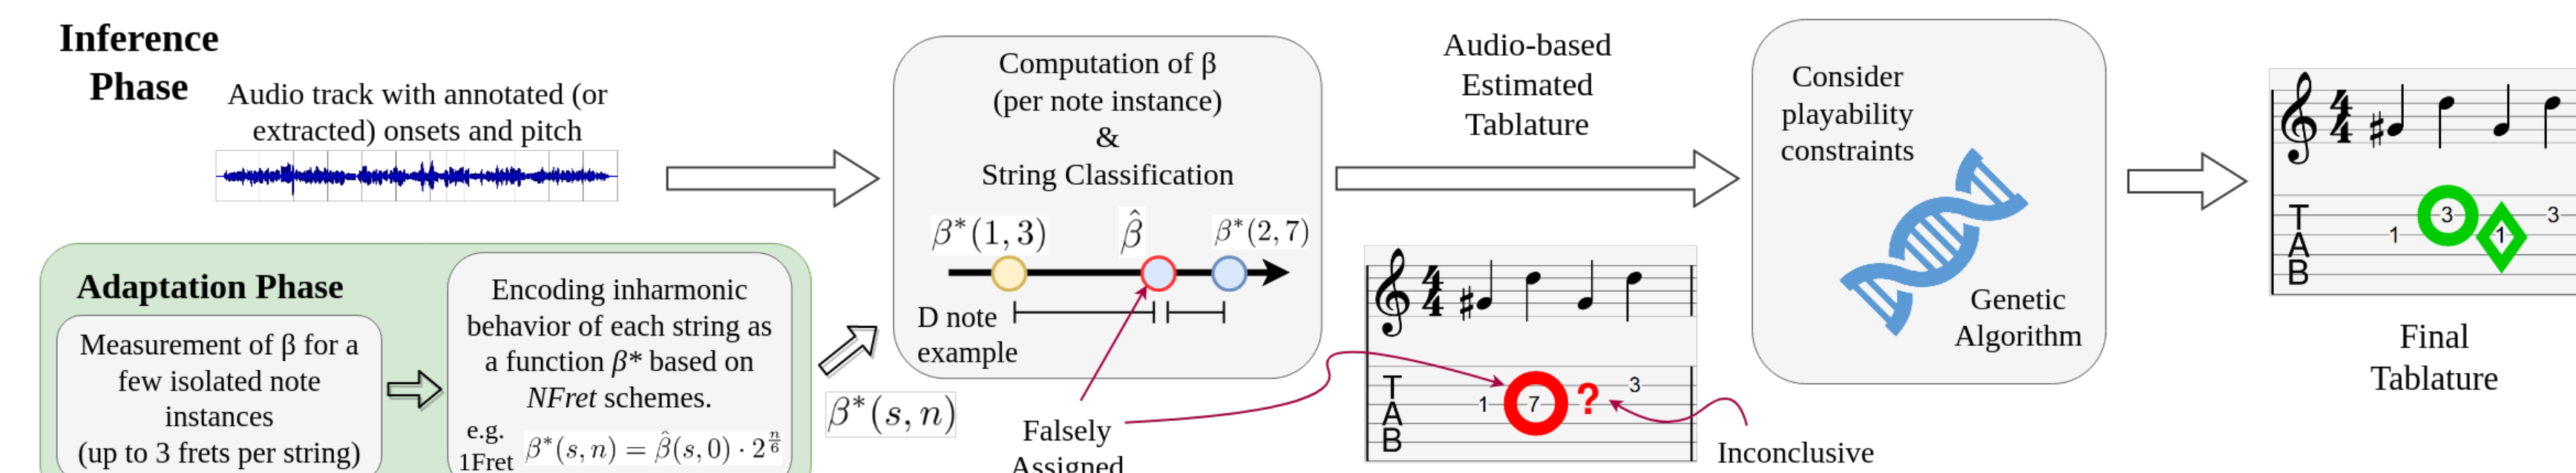 Inference
Phase
Audio track with annotated (or
extracted) onsets and pitch
Adaptation Phase
Measurement of β for a
few isolated note
instances
(up to 3 frets per string)
Encoding inharmonic
behavior of each string as
a function β* based on
NFret schemes.
e.g.
1Fret
β*(s, n) = β̂(s, 0) · 2^(n/6)
β*(s, n)
Computation of β
(per note instance)
&
String Classification
β*(1, 3)
β̂
β*(2, 7)
D note
example
Falsely
Assigned
Audio-based
Estimated
Tablature
4
4
T
A
B
1
7
?
3
Inconclusive
Consider
playability
constraints
Genetic
Algorithm
4
4
T
A
B
1
3
1
3
Final
Tablature